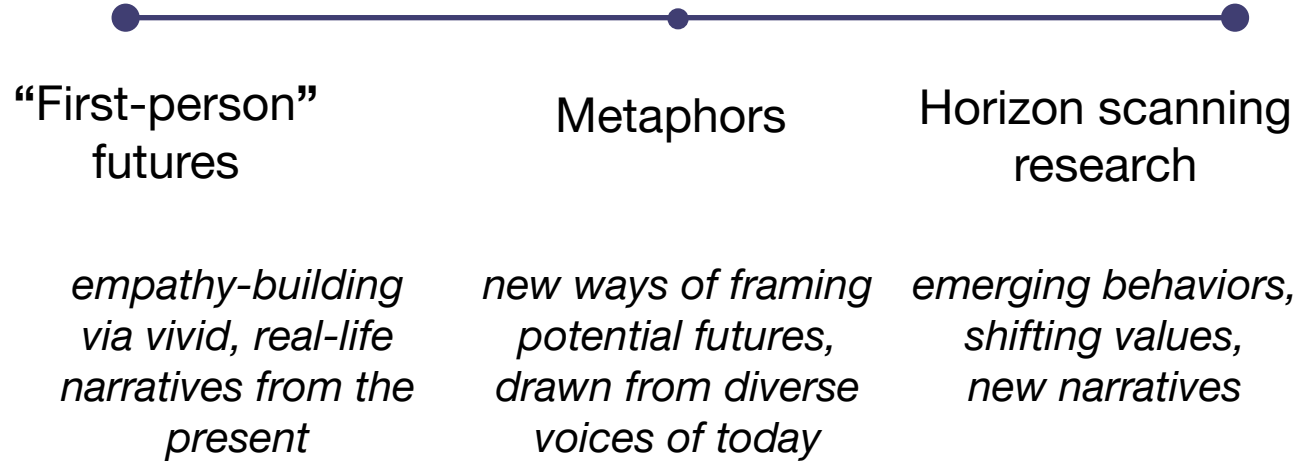 “First-person”
futures
Metaphors
Horizon scanning
research
empathy-building
via vivid, real-life
narratives from the
present
new ways of framing
potential futures,
drawn from diverse
voices of today
emerging behaviors,
shifting values,
new narratives